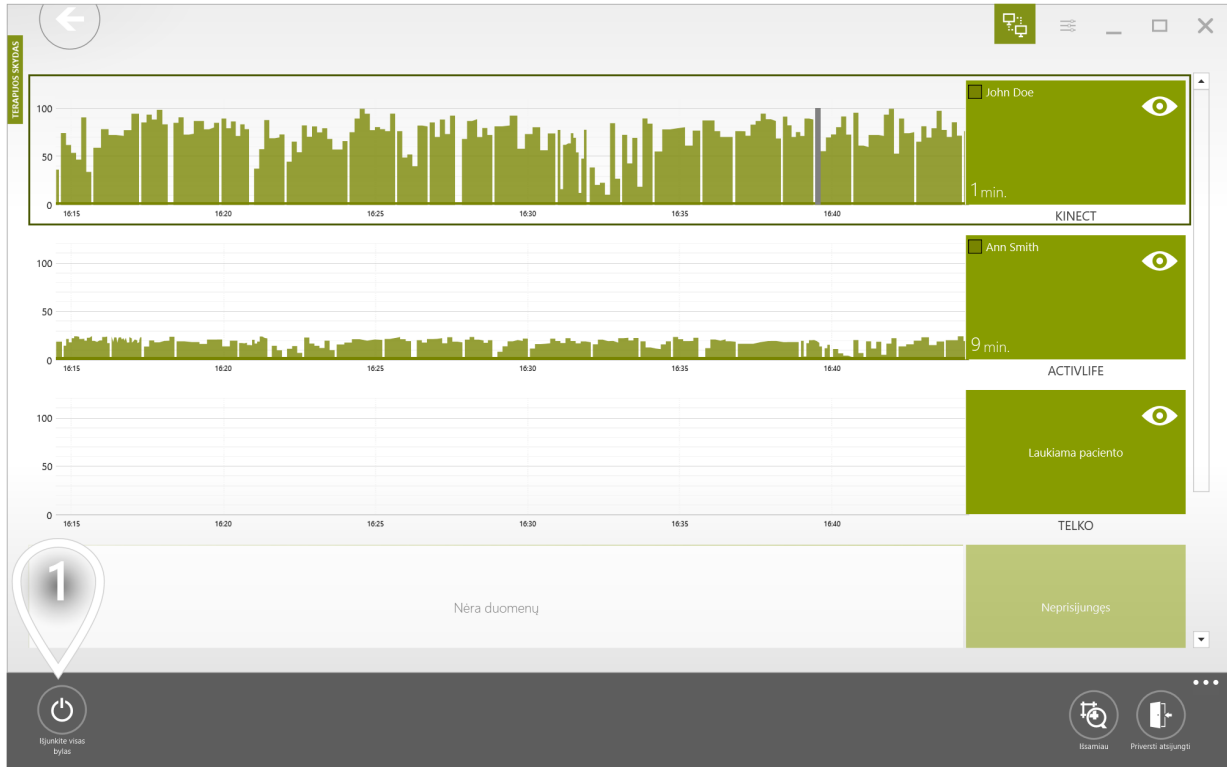 TERAPIJOS SKYDAS
100
50
0
16:15 16:20 16:25 16:30 16:35 16:40
John Doe
1 min.
KINECT
100
50
0
16:15 16:20 16:25 16:30 16:35 16:40
Ann Smith
9 min.
ACTIVLIFE
100
50
0
16:15 16:20 16:25 16:30 16:35 16:40
Laukiama paciento
TELKO
1
Nėra duomenų
Neprisijungęs
Išjunkite visas
bylas
Išsamiau
Priversti atsijungti